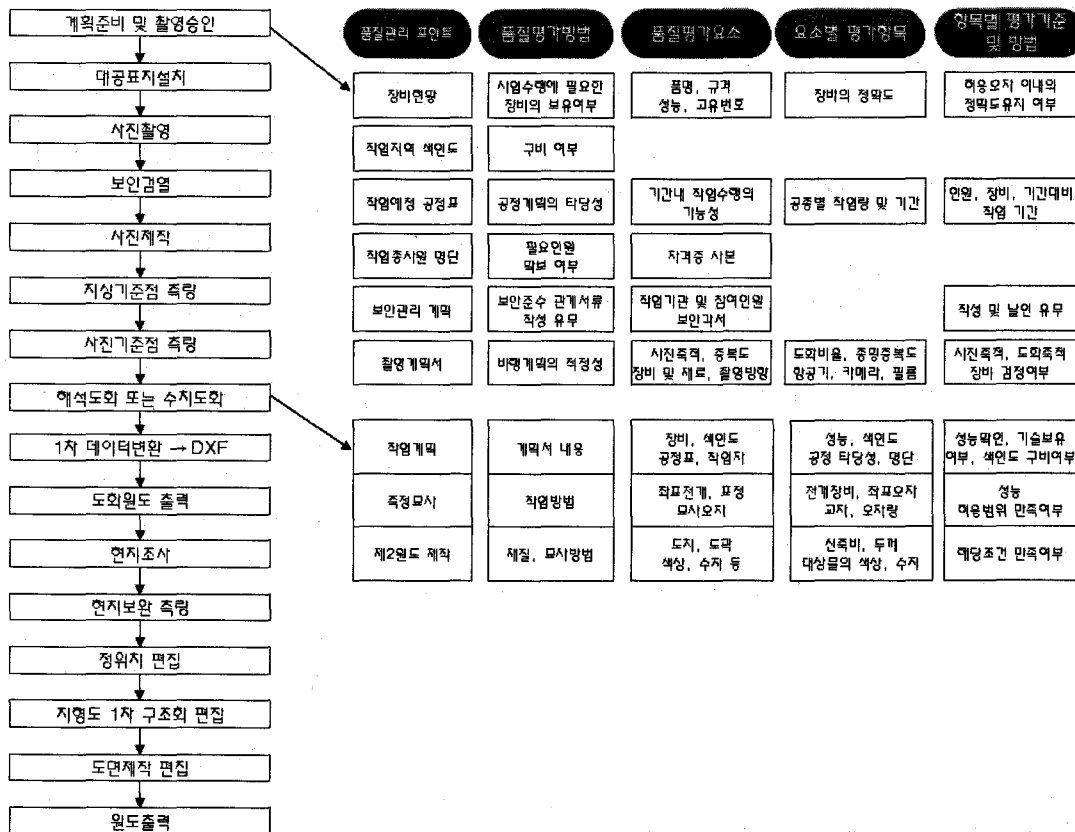 계획준비 및 촬영승인
대공표지설치
사진촬영
보안검열
사진제작
지상기준점 측량
사진기준점 측량
해석도화 또는 수치도화
1차 데이터변환 → DXF
도화원도 출력
현지조사
현지보완 측량
정위치 편집
지형도 1차 구조화 편집
도면제작 편집
원도출력
품질관리 포인트
품질평가방법
품질평가요소
요소별 평가항목
항목별 평가기준
및 방법
장비현황
사업수행에 필요한
장비의 보유여부
품명, 규격
성능, 고유번호
장비의 정확도
허용오차 이내의
정확도유지 여부
작업지역 색인도
구비 여부
작업예정 공정표
공정계획의 타당성
기간내 작업수행의
가능성
공종별 작업량 및 기간
인원, 장비, 기간대비
작업 기간
작업종사원 명단
필요인원
확보 여부
자격증 사본
보안관리 계획
보안준수 관계서류
작성 유무
작업기관 및 참여인원
보안각서
작성 및 날인 유무
촬영계획서
비행계획의 적정성
사진축척, 중복도
장비 및 재료, 촬영방향
도화비율, 종횡중복도
항공기, 카메라, 필름
사진축척, 도화축척
장비 검정여부
작업계획
계획서 내용
장비, 색인도
공정표, 작업자
성능, 색인도
공정 타당성, 명단
성능확인, 기술보유
여부, 색인도 구비여부
측정묘사
작업방법
좌표전개, 표정
묘사오차
전개장비, 좌표오차
교차, 오차량
성능
허용범위 만족여부
제2원도 제작
재질, 묘사방법
도지, 도곽
색상, 수치 등
신축비, 두께
대상물의 색상, 수치
해당조건 만족여부